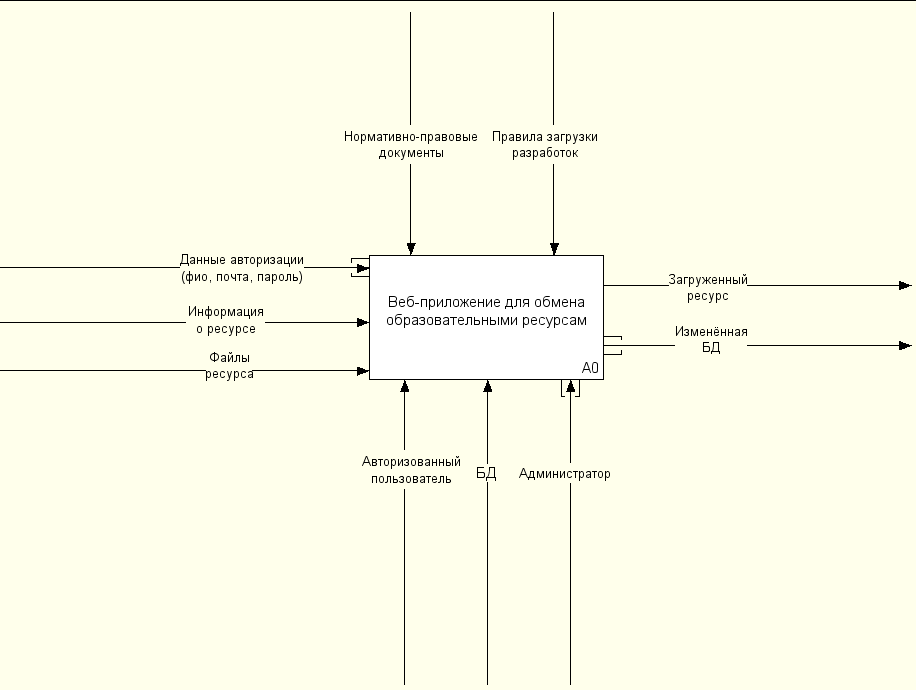 Нормативно-правовые
документы
Правила загрузки
разработок
Данные авторизации
(фио, почта, пароль)
Информация
о ресурсе
Файлы
ресурса
Веб-приложение для обмена
образовательными ресурсам
A0
Загруженный
ресурс
Изменённая
БД
Авторизованный
пользователь
БД
Администратор